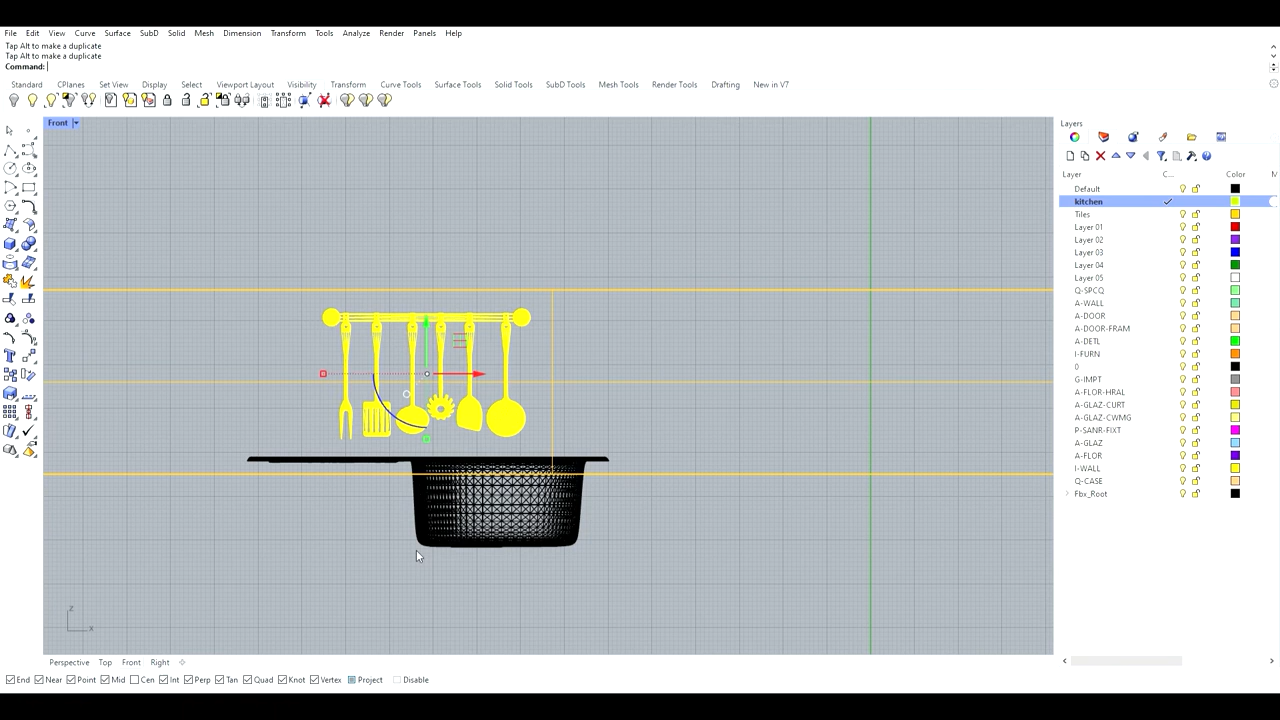 File Edit View Curve Surface SubD Solid Mesh Dimension Transform Tools Analyze Render Panels Help
Tap Alt to make a duplicate
Tap Alt to make a duplicate
Command:
Standard CPlanes Set View Display Select Viewport Layout Visibility Transform Curve Tools Surface Tools Solid Tools SubD Tools Mesh Tools Render Tools Drafting New in V7
Front
Layers
Layer C... Color M
Default
kitchen
Tiles
Layer 01
Layer 02
Layer 03
Layer 04
Layer 05
Q-SPCQ
A-WALL
A-DOOR
A-DOOR-FRAM
A-DETL
I-FURN
0
G-IMPT
A-FLOR-HRAL
A-GLAZ-CURT
A-GLAZ-CWMG
P-SANR-FIXT
A-GLAZ
A-FLOR
I-WALL
Q-CASE
Fbx_Root
z
x
Perspective Top Front Right
End Near Point Mid Cen Int Perp Tan Quad Knot Vertex Project Disable